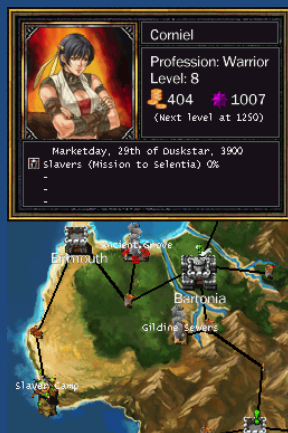 Corniel
Profession: Warrior
Level: 8
404 1007
(Next level at 1250)
Marketday, 29th of Duskstar, 3900
Slavers (Mission to Selentia) 0%
-
-
-
Ancient Grove
Elmouth
Bartonia
Gildine Sewers
Slaver Camp